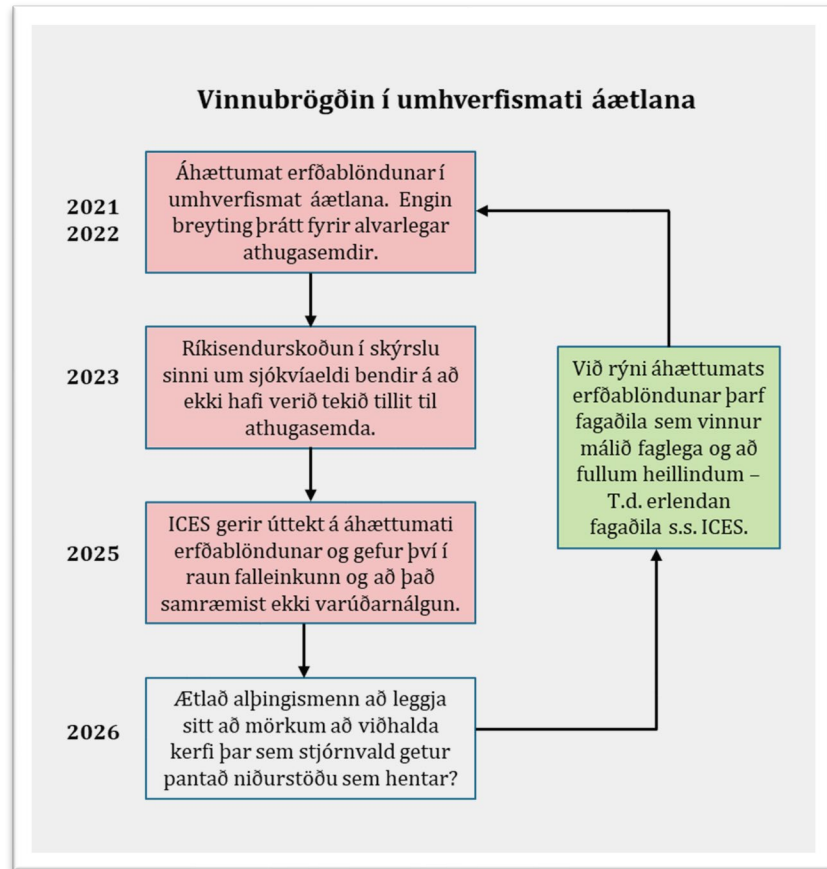 Vinnubrögðin í umhverfismati áætlana
2021
2022
Áhættumat erfðablöndunar í
umhverfismat áætlana. Engin
breyting þrátt fyrir alvarlegar
athugasemdir.
2023
Ríkisendurskoðun í skýrslu
sinni um sjókvíaeldi bendir á að
ekki hafi verið tekið tillit til
athugasemda.
2025
ICES gerir úttekt á áhættumati
erfðablöndunar og gefur því í
raun falleinkunn og að það
samræmist ekki varúðarnálgun.
2026
Ætlað alþingismenn að leggja
sitt að mörkum að viðhalda
kerfi þar sem stjórnvald getur
pantað niðurstöðu sem hentar?
Við rýni áhættumats
erfðablöndunar þarf
fagaðila sem vinnur
málið faglega og að
fullum heillindum –
T.d. erlendan
fagaðila s.s. ICES.